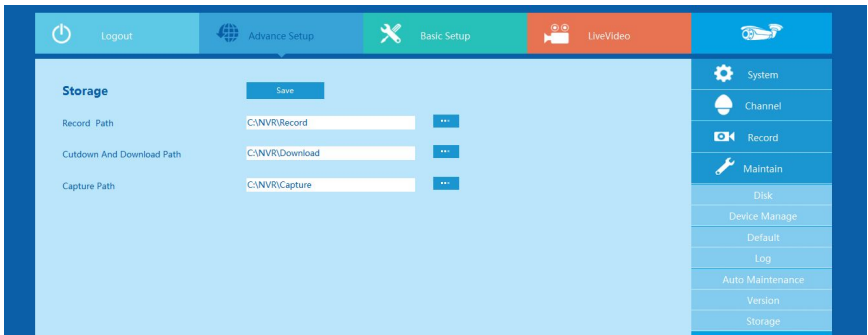 Logout
Advance Setup
Basic Setup
LiveVideo
Storage
Save
Record Path
C:\NVR\Record
...
Cutdown And Download Path
C:\NVR\Download
...
Capture Path
C:\NVR\Capture
...
System
Channel
Record
Maintain
Disk
Device Manage
Default
Log
Auto Maintenance
Version
Storage